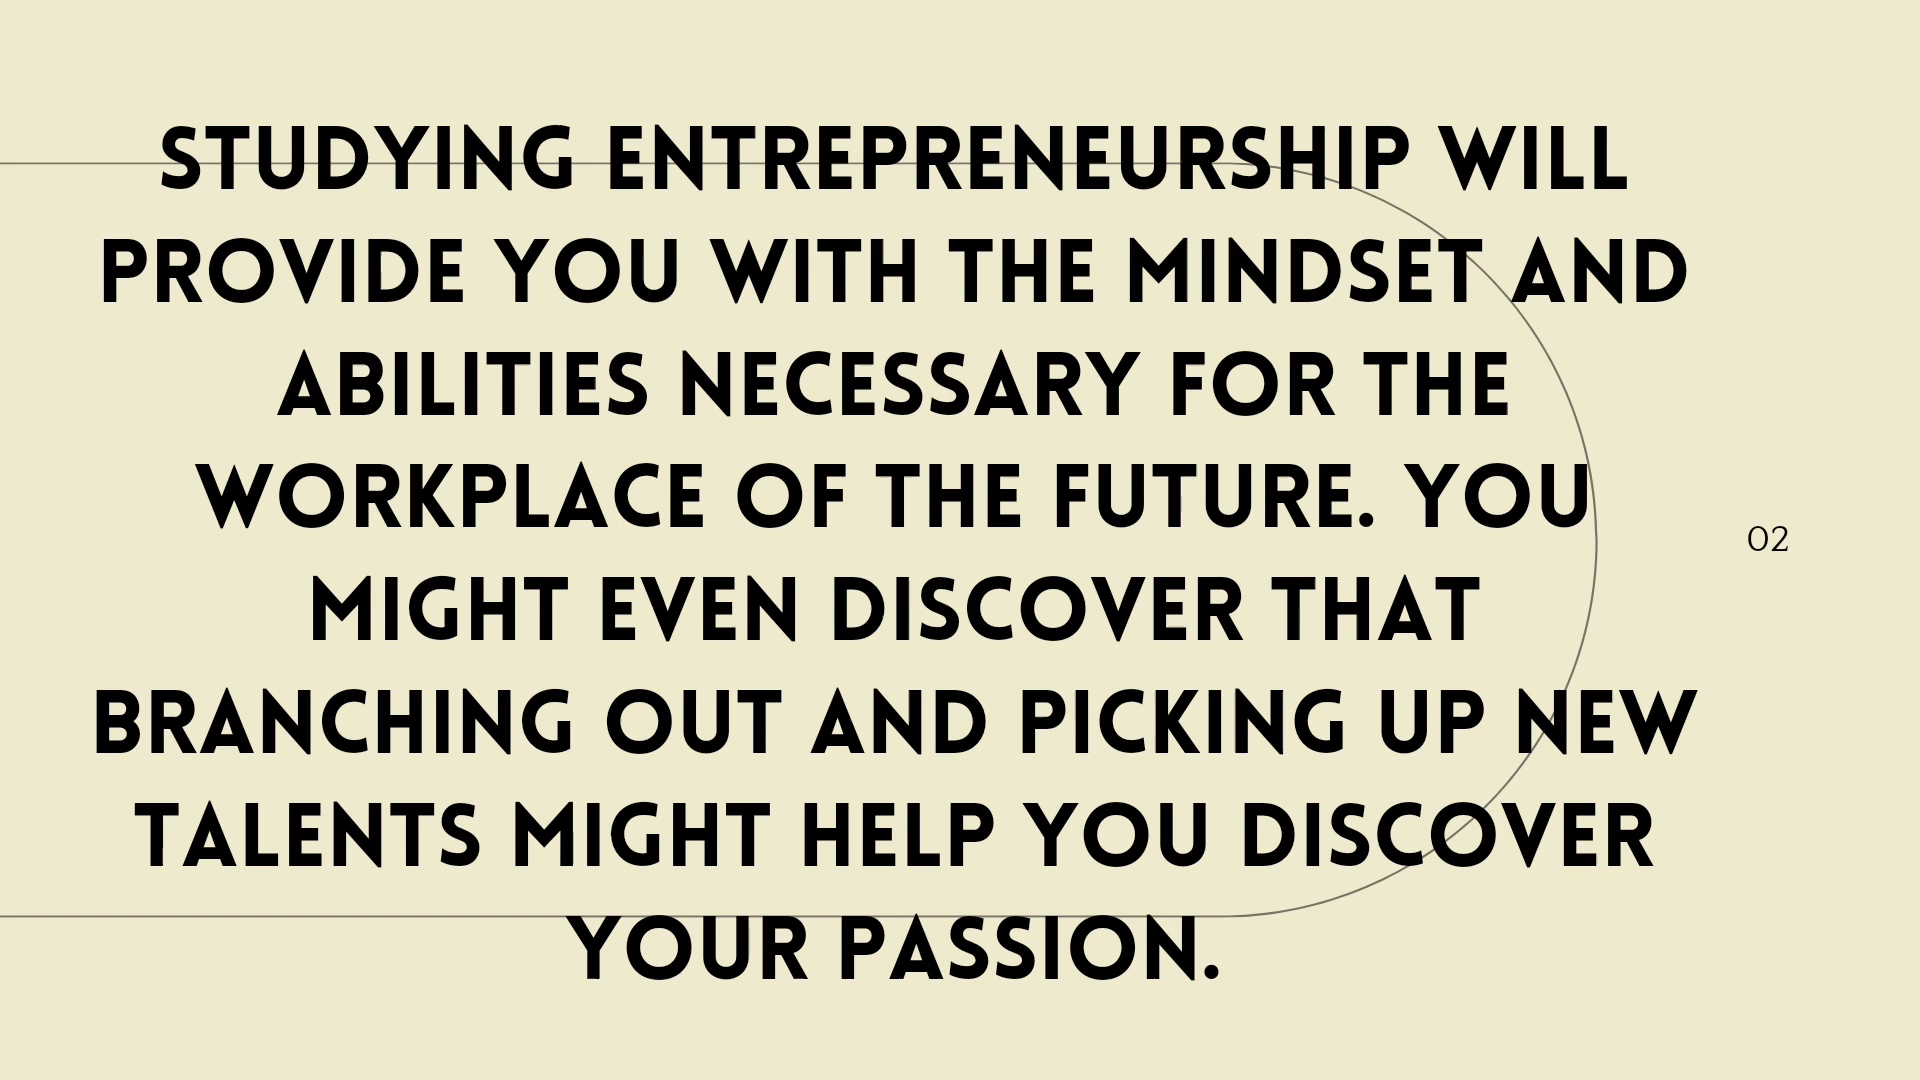 STUDYING ENTREPRENEURSHIP WILL
PROVIDE YOU WITH THE MINDSET AND
ABILITIES NECESSARY FOR THE
WORKPLACE OF THE FUTURE. YOU
MIGHT EVEN DISCOVER THAT
BRANCHING OUT AND PICKING UP NEW
TALENTS MIGHT HELP YOU DISCOVER
YOUR PASSION.
02